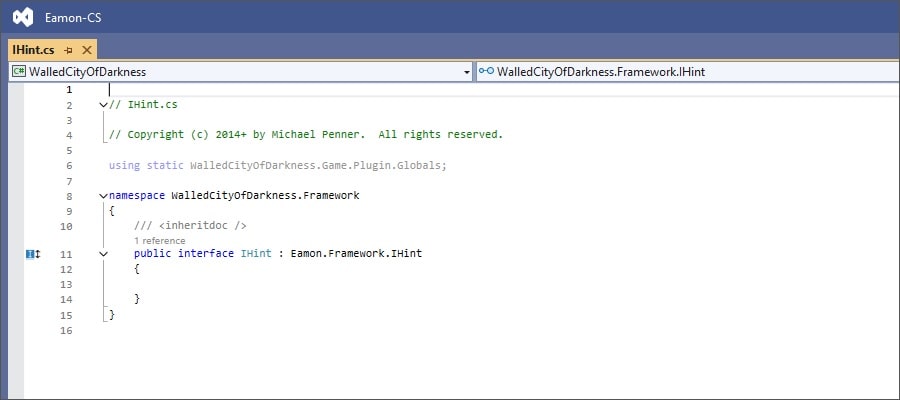 Eamon-CS
IHint.cs
C# WalledCityOfDarkness WalledCityOfDarkness.Framework.IHint
1
2 // IHint.cs
3
4 // Copyright (c) 2014+ by Michael Penner.  All rights reserved.
5
6 using static WalledCityOfDarkness.Game.Plugin.Globals;
7
8 namespace WalledCityOfDarkness.Framework
9 {
10 /// <inheritdoc />
1 reference
11 public interface IHint : Eamon.Framework.IHint
12 {
13
14 }
15 }
16